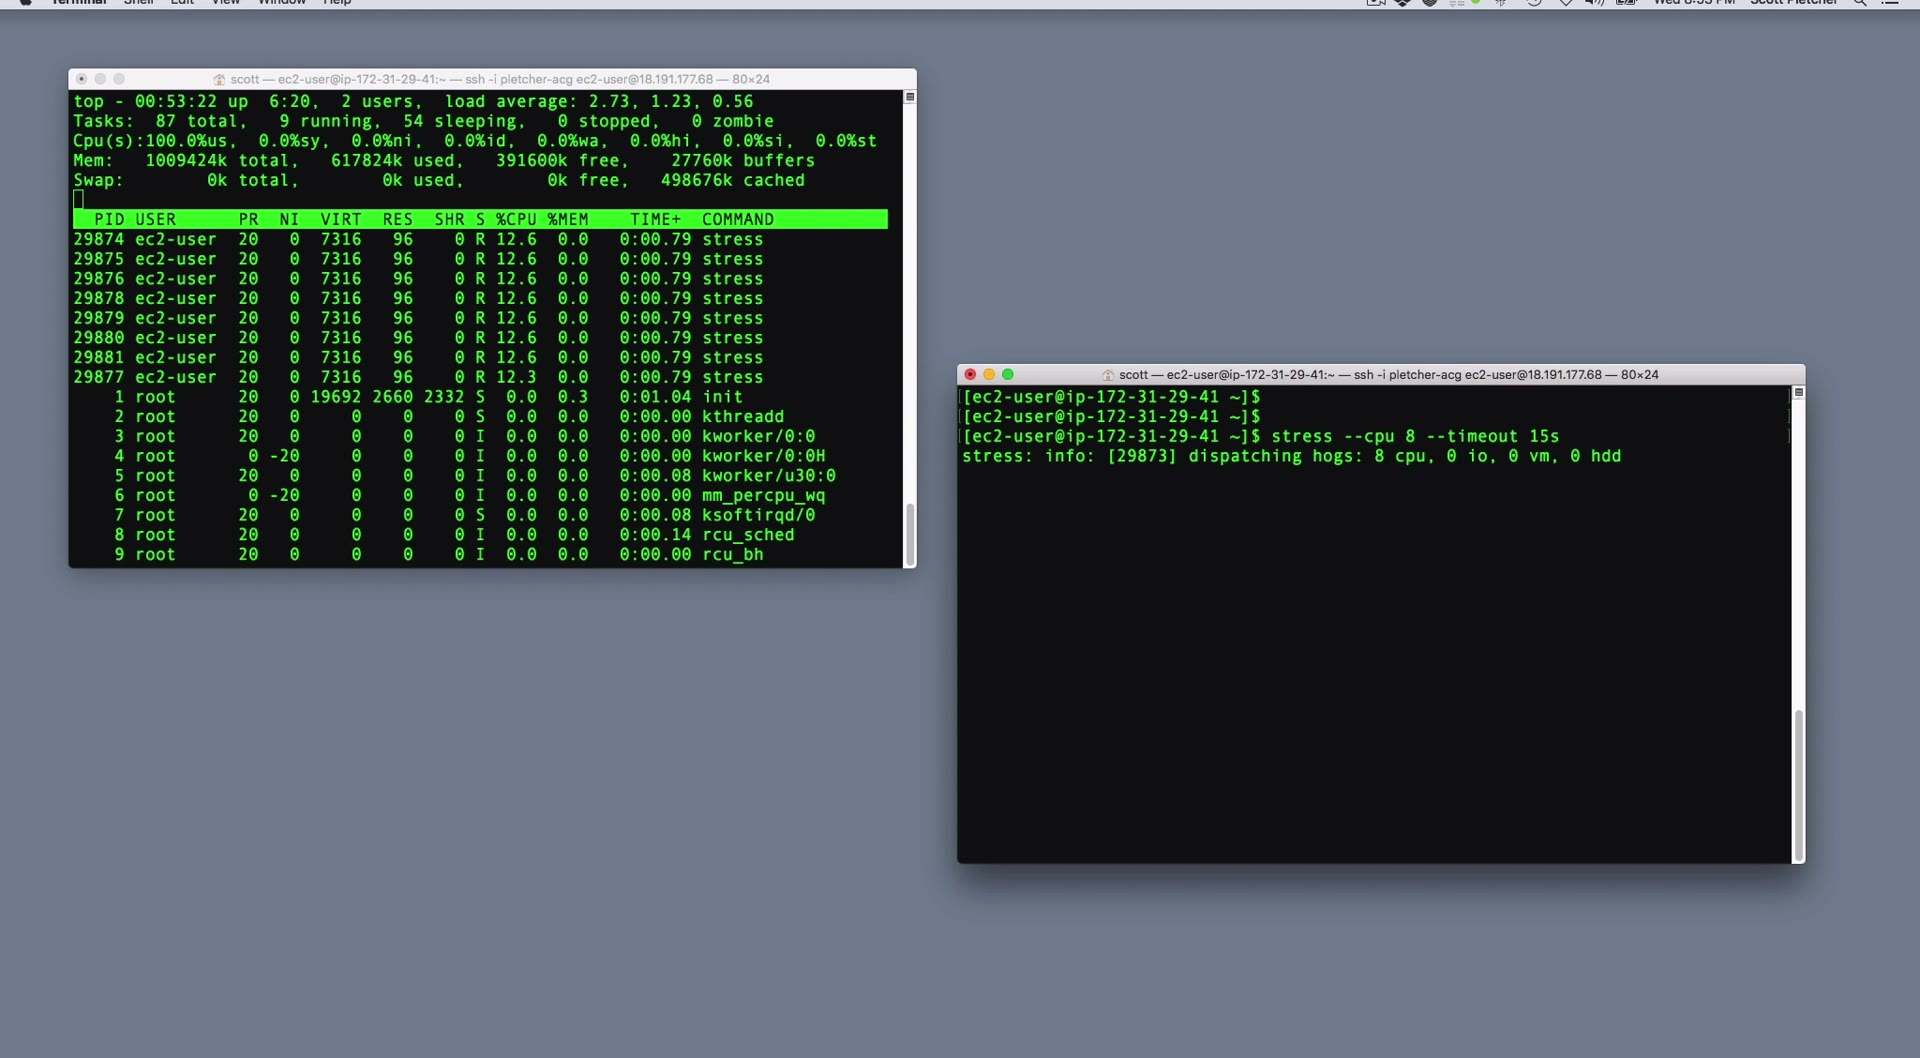 Terminal Shell Edit View Window Help Wed 8:53 PM Scott Pletcher
scott — ec2-user@ip-172-31-29-41:~ — ssh -i pletcher-acg ec2-user@18.191.177.68 — 80×24
top - 00:53:22 up  6:20,  2 users,  load average: 2.73, 1.23, 0.56
Tasks:  87 total,   9 running,  54 sleeping,   0 stopped,   0 zombie
Cpu(s):100.0%us,  0.0%sy,  0.0%ni,  0.0%id,  0.0%wa,  0.0%hi,  0.0%si,  0.0%st
Mem:   1009424k total,   617824k used,   391600k free,    27760k buffers
Swap:        0k total,        0k used,        0k free,   498676k cached
PID USER      PR  NI  VIRT  RES  SHR S %CPU %MEM    TIME+  COMMAND
29874 ec2-user  20   0  7316   96    0 R 12.6  0.0   0:00.79 stress
29875 ec2-user  20   0  7316   96    0 R 12.6  0.0   0:00.79 stress
29876 ec2-user  20   0  7316   96    0 R 12.6  0.0   0:00.79 stress
29878 ec2-user  20   0  7316   96    0 R 12.6  0.0   0:00.79 stress
29879 ec2-user  20   0  7316   96    0 R 12.6  0.0   0:00.79 stress
29880 ec2-user  20   0  7316   96    0 R 12.6  0.0   0:00.79 stress
29881 ec2-user  20   0  7316   96    0 R 12.6  0.0   0:00.79 stress
29877 ec2-user  20   0  7316   96    0 R 12.3  0.0   0:00.79 stress
1 root      20   0 19692 2660 2332 S  0.0  0.3   0:01.04 init
2 root      20   0     0    0    0 S  0.0  0.0   0:00.00 kthreadd
3 root      20   0     0    0    0 I  0.0  0.0   0:00.00 kworker/0:0
4 root       0 -20     0    0    0 I  0.0  0.0   0:00.00 kworker/0:0H
5 root      20   0     0    0    0 I  0.0  0.0   0:00.08 kworker/u30:0
6 root       0 -20     0    0    0 I  0.0  0.0   0:00.00 mm_percpu_wq
7 root      20   0     0    0    0 S  0.0  0.0   0:00.08 ksoftirqd/0
8 root      20   0     0    0    0 I  0.0  0.0   0:00.14 rcu_sched
9 root      20   0     0    0    0 I  0.0  0.0   0:00.00 rcu_bh
scott — ec2-user@ip-172-31-29-41:~ — ssh -i pletcher-acg ec2-user@18.191.177.68 — 80×24
[[ec2-user@ip-172-31-29-41 ~]$ ]
[[ec2-user@ip-172-31-29-41 ~]$ ]
[[ec2-user@ip-172-31-29-41 ~]$ stress --cpu 8 --timeout 15s ]
stress: info: [29873] dispatching hogs: 8 cpu, 0 io, 0 vm, 0 hdd